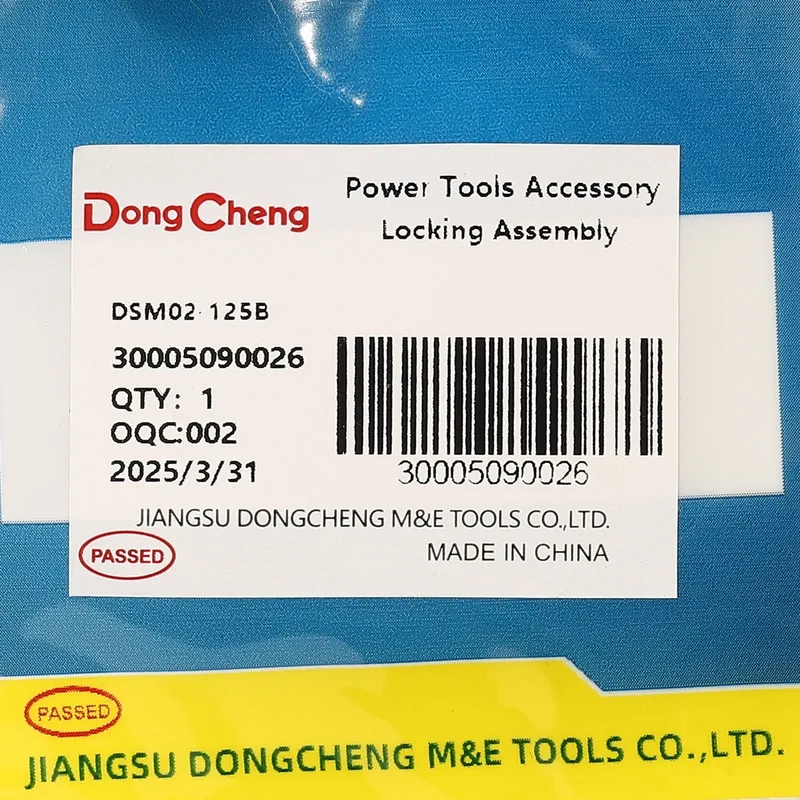 DongCheng
Power Tools Accessory
Locking Assembly
DSM02-125B
30005090026
QTY: 1
OQC:002
2025/3/31
30005090026
JIANGSU DONGCHENG M&E TOOLS CO.,LTD.
PASSED
MADE IN CHINA
PASSED
JIANGSU DONGCHENG M&E TOOLS CO.,LTD.